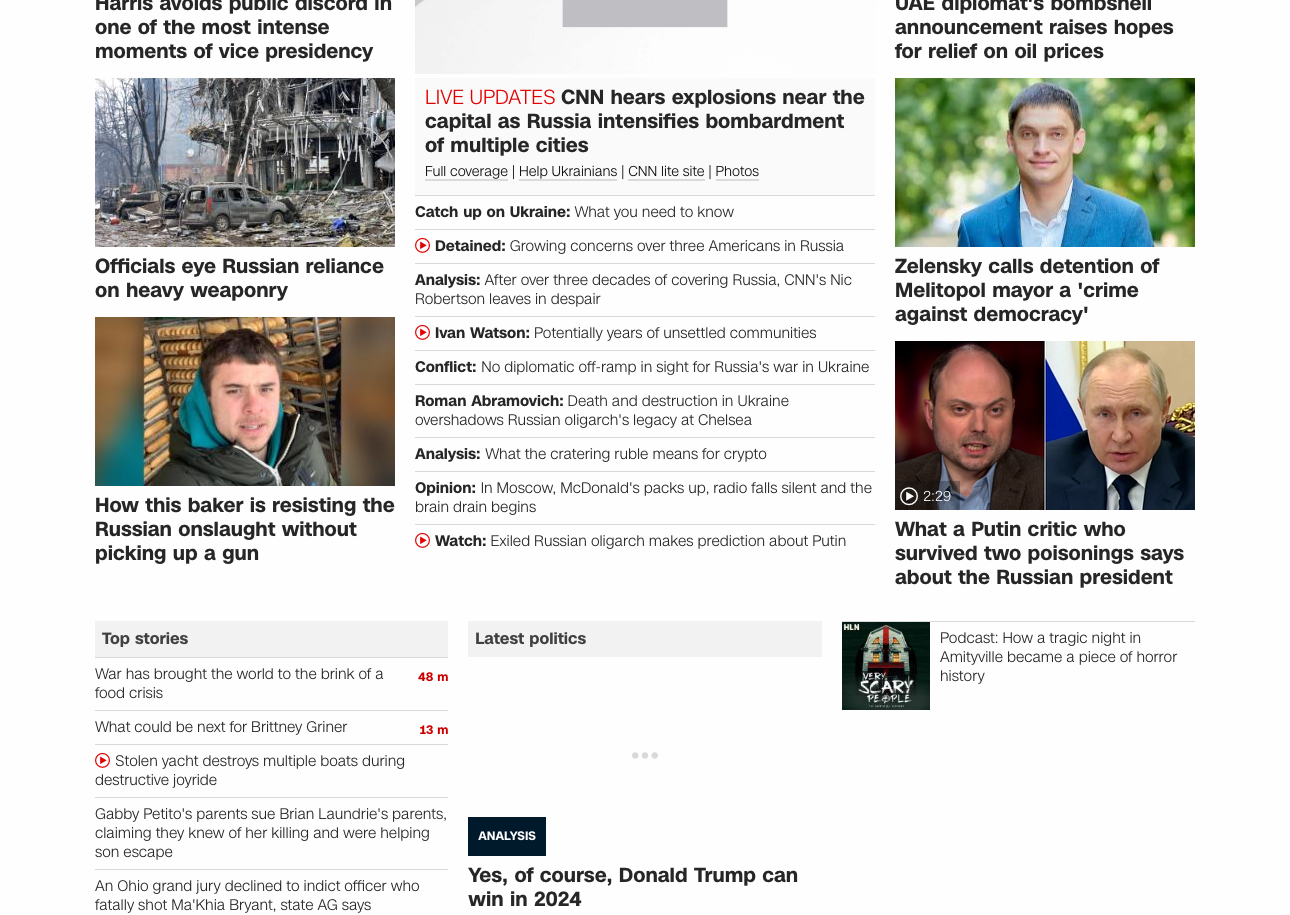 Harris avoids public discord in
one of the most intense
moments of vice presidency
Officials eye Russian reliance
on heavy weaponry
How this baker is resisting the
Russian onslaught without
picking up a gun
LIVE UPDATES CNN hears explosions near the
capital as Russia intensifies bombardment
of multiple cities
Full coverage | Help Ukrainians | CNN lite site | Photos
Catch up on Ukraine: What you need to know
Detained: Growing concerns over three Americans in Russia
Analysis: After over three decades of covering Russia, CNN's Nic
Robertson leaves in despair
Ivan Watson: Potentially years of unsettled communities
Conflict: No diplomatic off-ramp in sight for Russia's war in Ukraine
Roman Abramovich: Death and destruction in Ukraine
overshadows Russian oligarch's legacy at Chelsea
Analysis: What the cratering ruble means for crypto
Opinion: In Moscow, McDonald's packs up, radio falls silent and the
brain drain begins
Watch: Exiled Russian oligarch makes prediction about Putin
UAE diplomat's bombshell
announcement raises hopes
for relief on oil prices
Zelensky calls detention of
Melitopol mayor a 'crime
against democracy'
2:29
What a Putin critic who
survived two poisonings says
about the Russian president
Top stories
War has brought the world to the brink of a
food crisis
48 m
What could be next for Brittney Griner
13 m
Stolen yacht destroys multiple boats during
destructive joyride
Gabby Petito's parents sue Brian Laundrie's parents,
claiming they knew of her killing and were helping
son escape
An Ohio grand jury declined to indict officer who
fatally shot Ma'Khia Bryant, state AG says
Latest politics
ANALYSIS
Yes, of course, Donald Trump can
win in 2024
HLN
VERY
SCARY
PEOPLE
Podcast: How a tragic night in
Amityville became a piece of horror
history